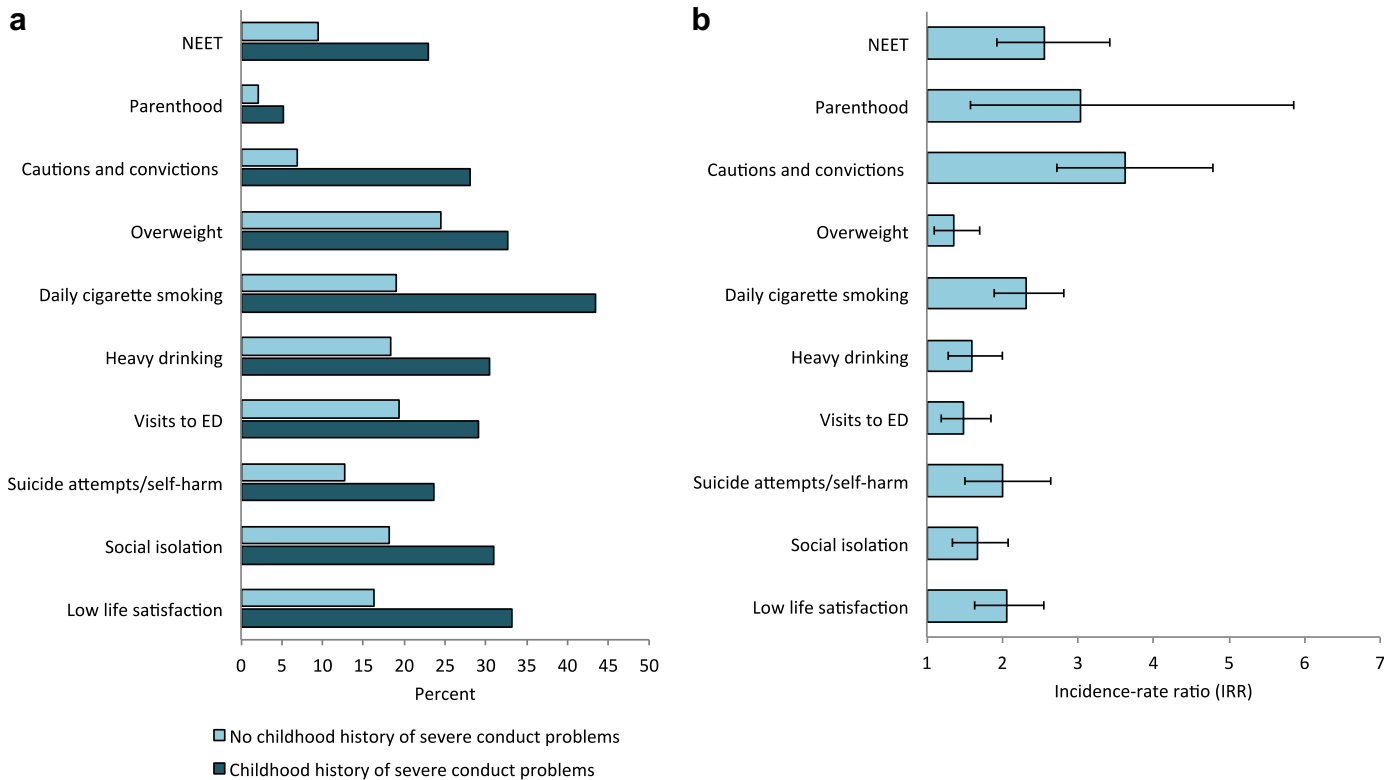 a
NEET
Parenthood
Cautions and convictions
Overweight
Daily cigarette smoking
Heavy drinking
Visits to ED
Suicide attempts/self-harm
Social isolation
Low life satisfaction
0 5 10 15 20 25 30 35 40 45 50
Percent
No childhood history of severe conduct problems
Childhood history of severe conduct problems
b
NEET
Parenthood
Cautions and convictions
Overweight
Daily cigarette smoking
Heavy drinking
Visits to ED
Suicide attempts/self-harm
Social isolation
Low life satisfaction
1 2 3 4 5 6 7
Incidence-rate ratio (IRR)